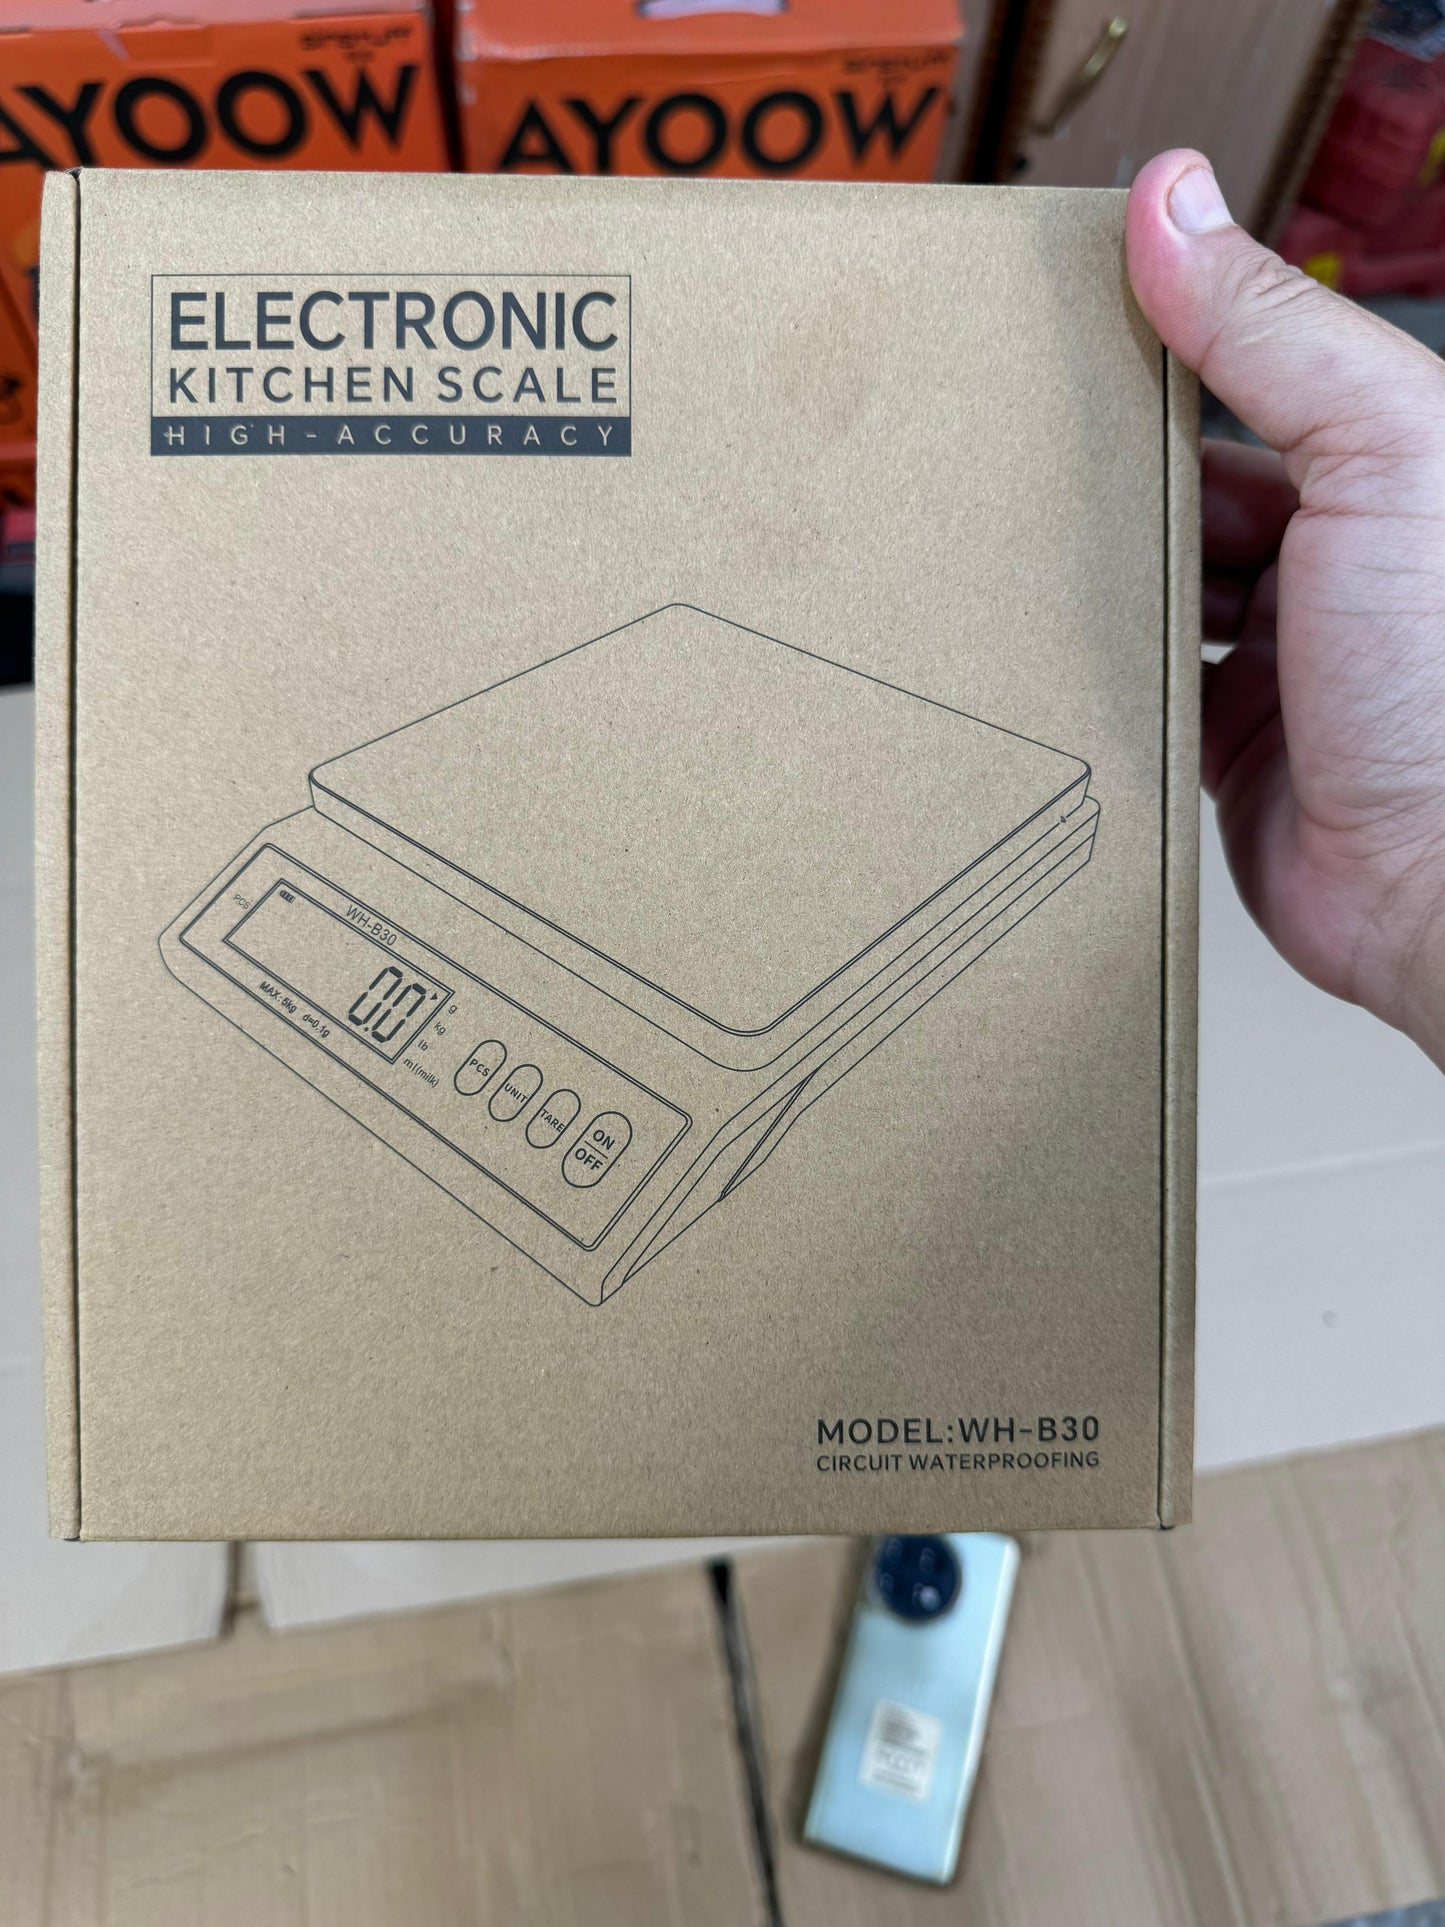 AYOOW
AYOOW
ELECTRONIC
KITCHEN SCALE
HIGH-ACCURACY
PCS
WH-B30
0.0
g
kg
lb
ml(milk)
MAX: 5kg d=0.1g
PCS
UNIT
TARE
ON
OFF
MODEL:WH-B30
CIRCUIT WATERPROOFING